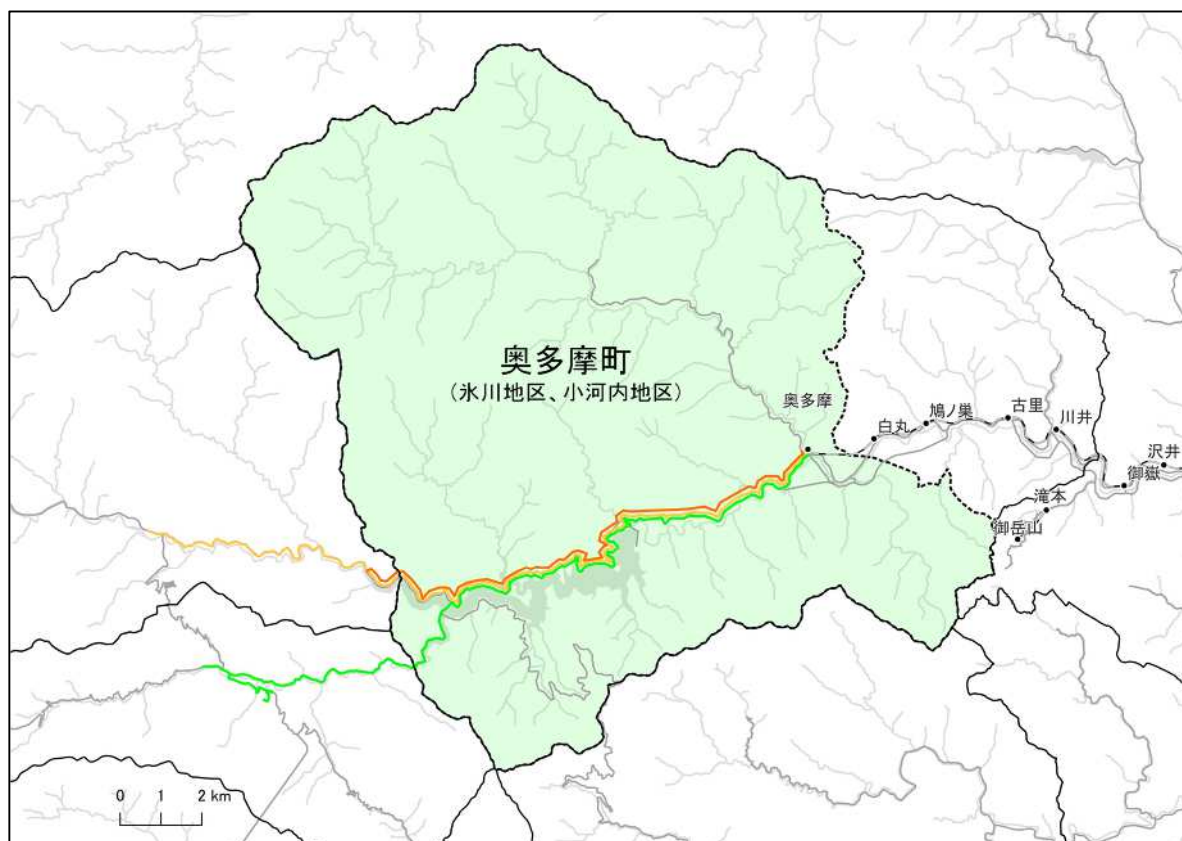 奥多摩町
(氷川地区、小河内地区)
奥多摩
白丸
鳩ノ巣
古里
川井
沢井
御嶽
滝本
御岳山
0 1 2 km